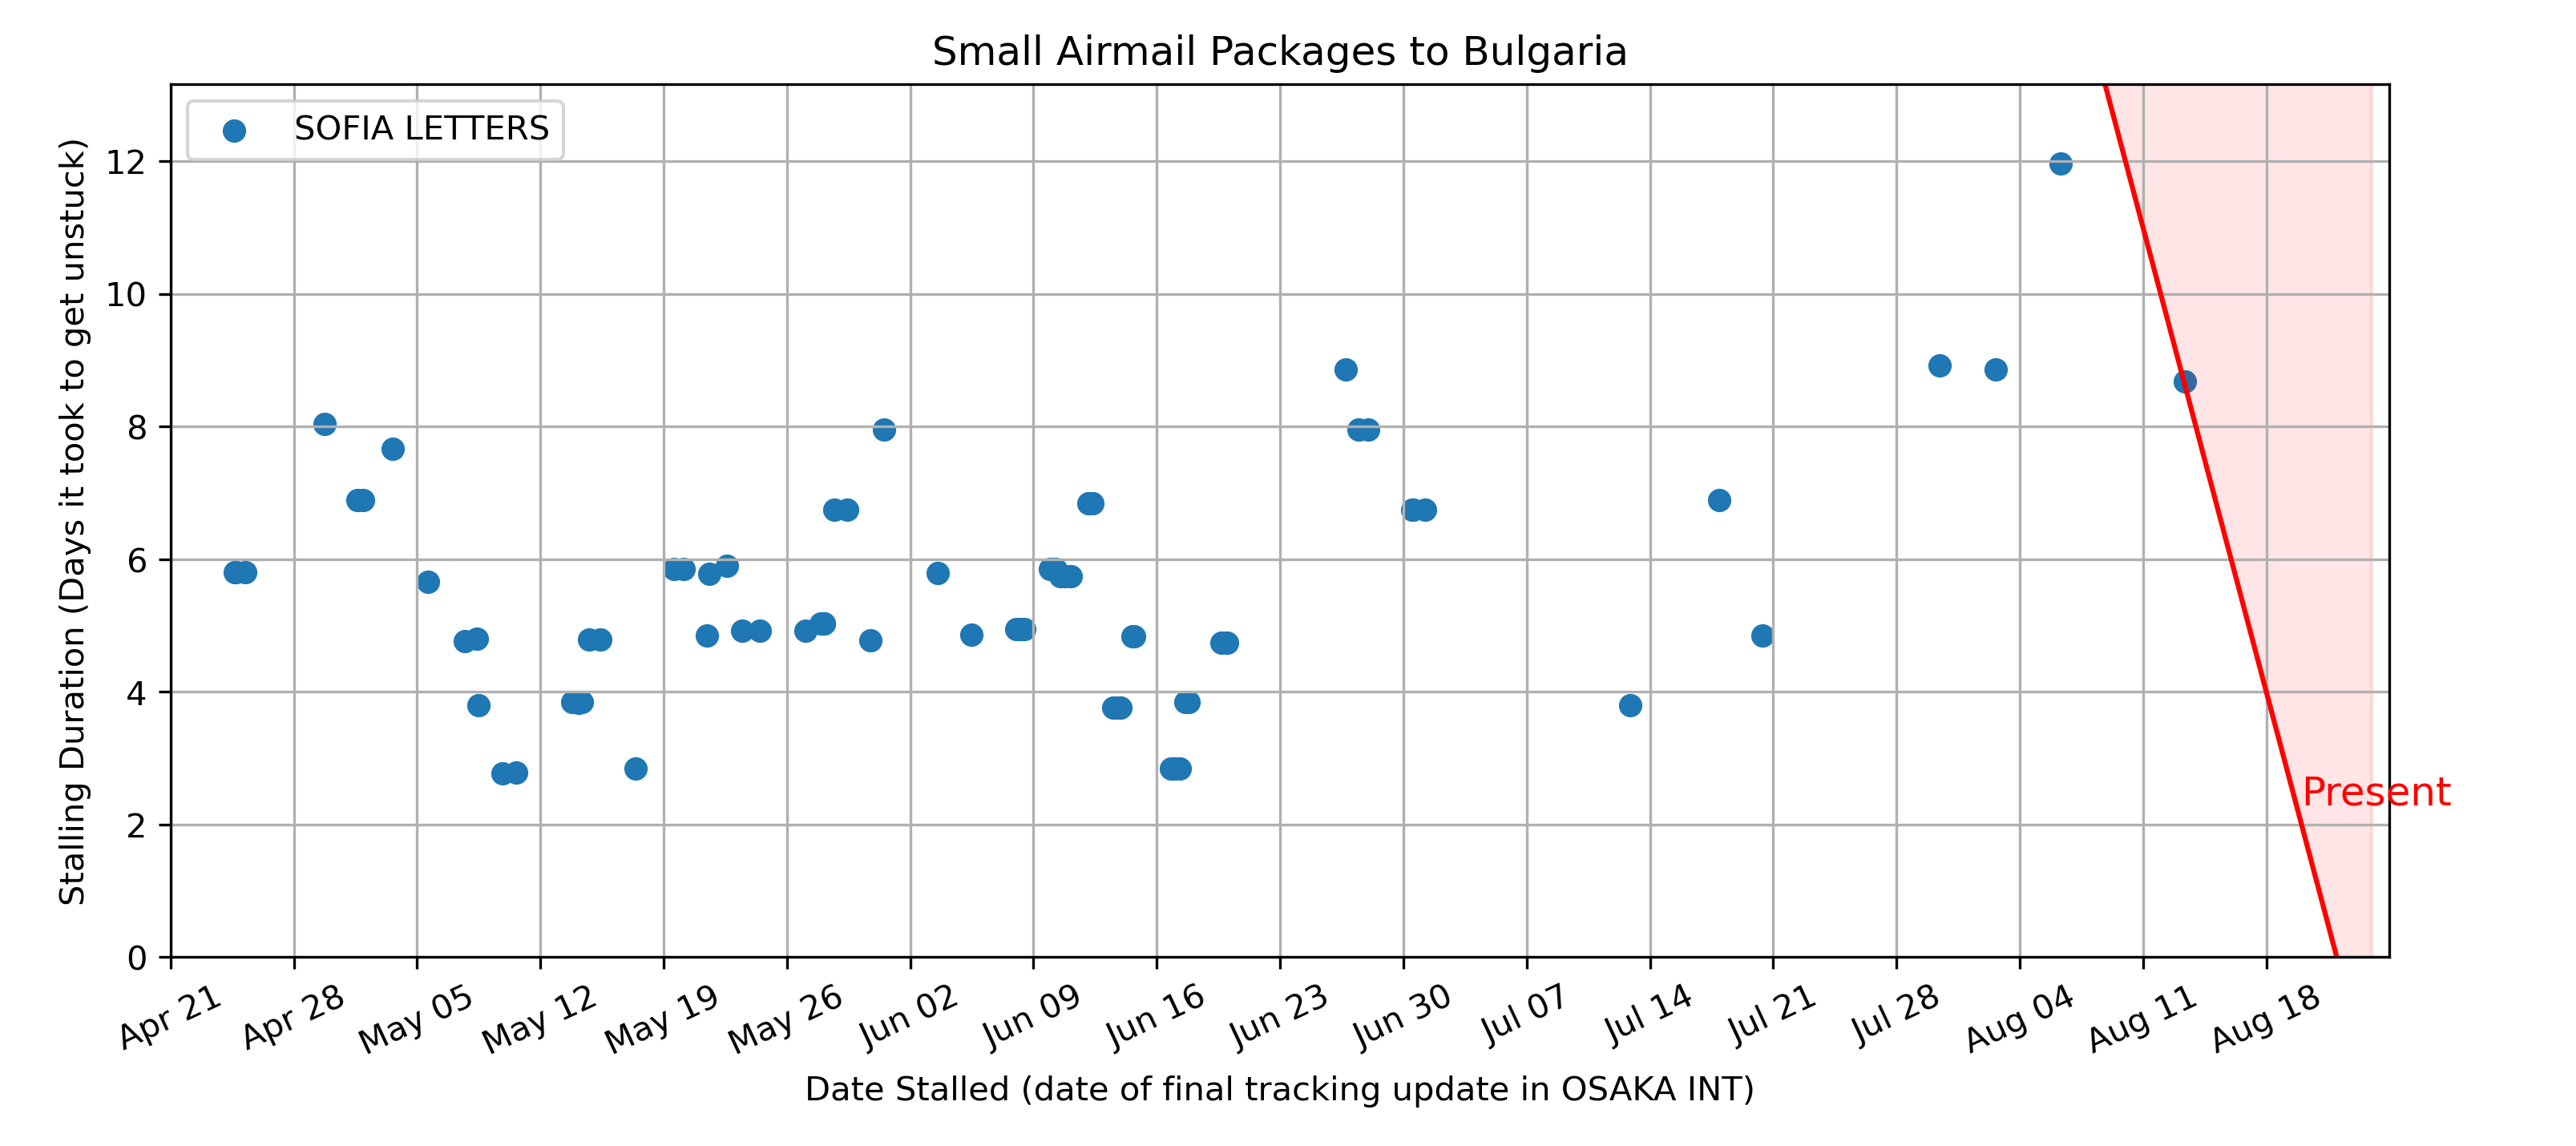 Small Airmail Packages to Bulgaria
SOFIA LETTERS
Stalling Duration (Days it took to get unstuck)
12
10
8
6
4
2
0
Present
Apr 21
Apr 28
May 05
May 12
May 19
May 26
Jun 02
Jun 09
Jun 16
Jun 23
Jun 30
Jul 07
Jul 14
Jul 21
Jul 28
Aug 04
Aug 11
Aug 18
Date Stalled (date of final tracking update in OSAKA INT)